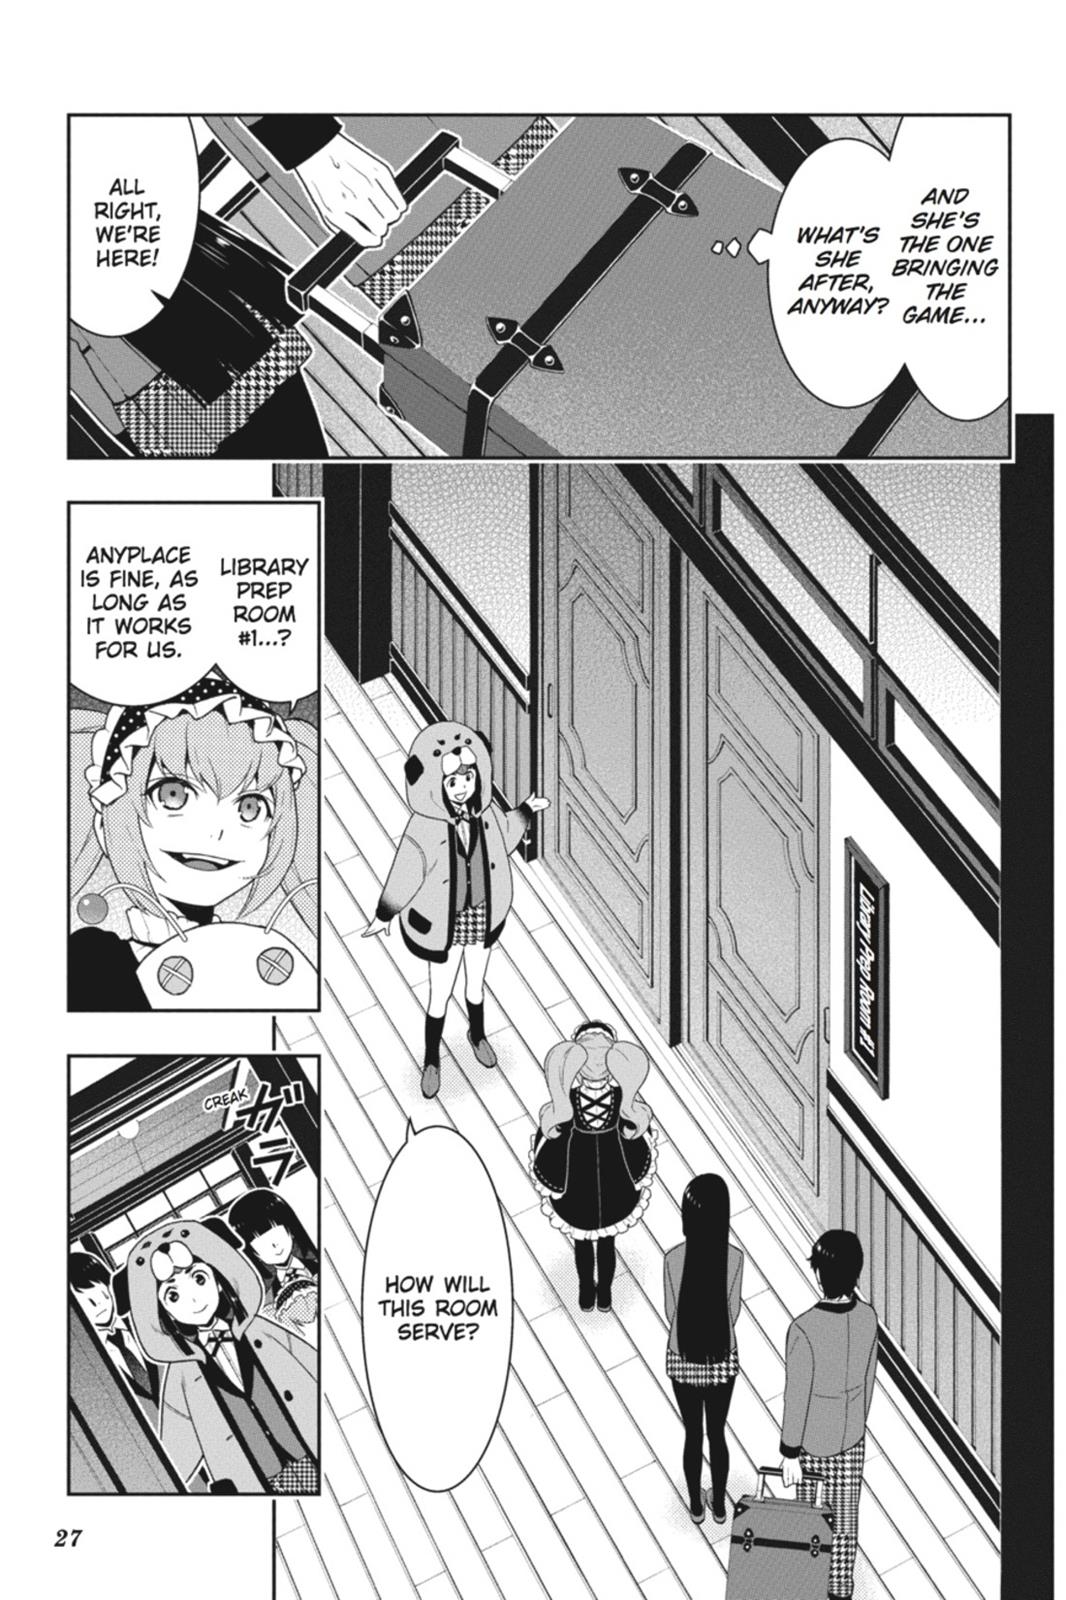 AND
SHE'S
THE ONE
BRINGING
THE
GAME...
WHAT'S
SHE
AFTER,
ANYWAY?
ALL
RIGHT,
WE'RE
HERE!
Library Prep Room #1
HOW WILL
THIS ROOM
SERVE?
LIBRARY
PREP
ROOM
#1...?
ANYPLACE
IS FINE, AS
LONG AS
IT WORKS
FOR US.
CREAK
ガラ
27